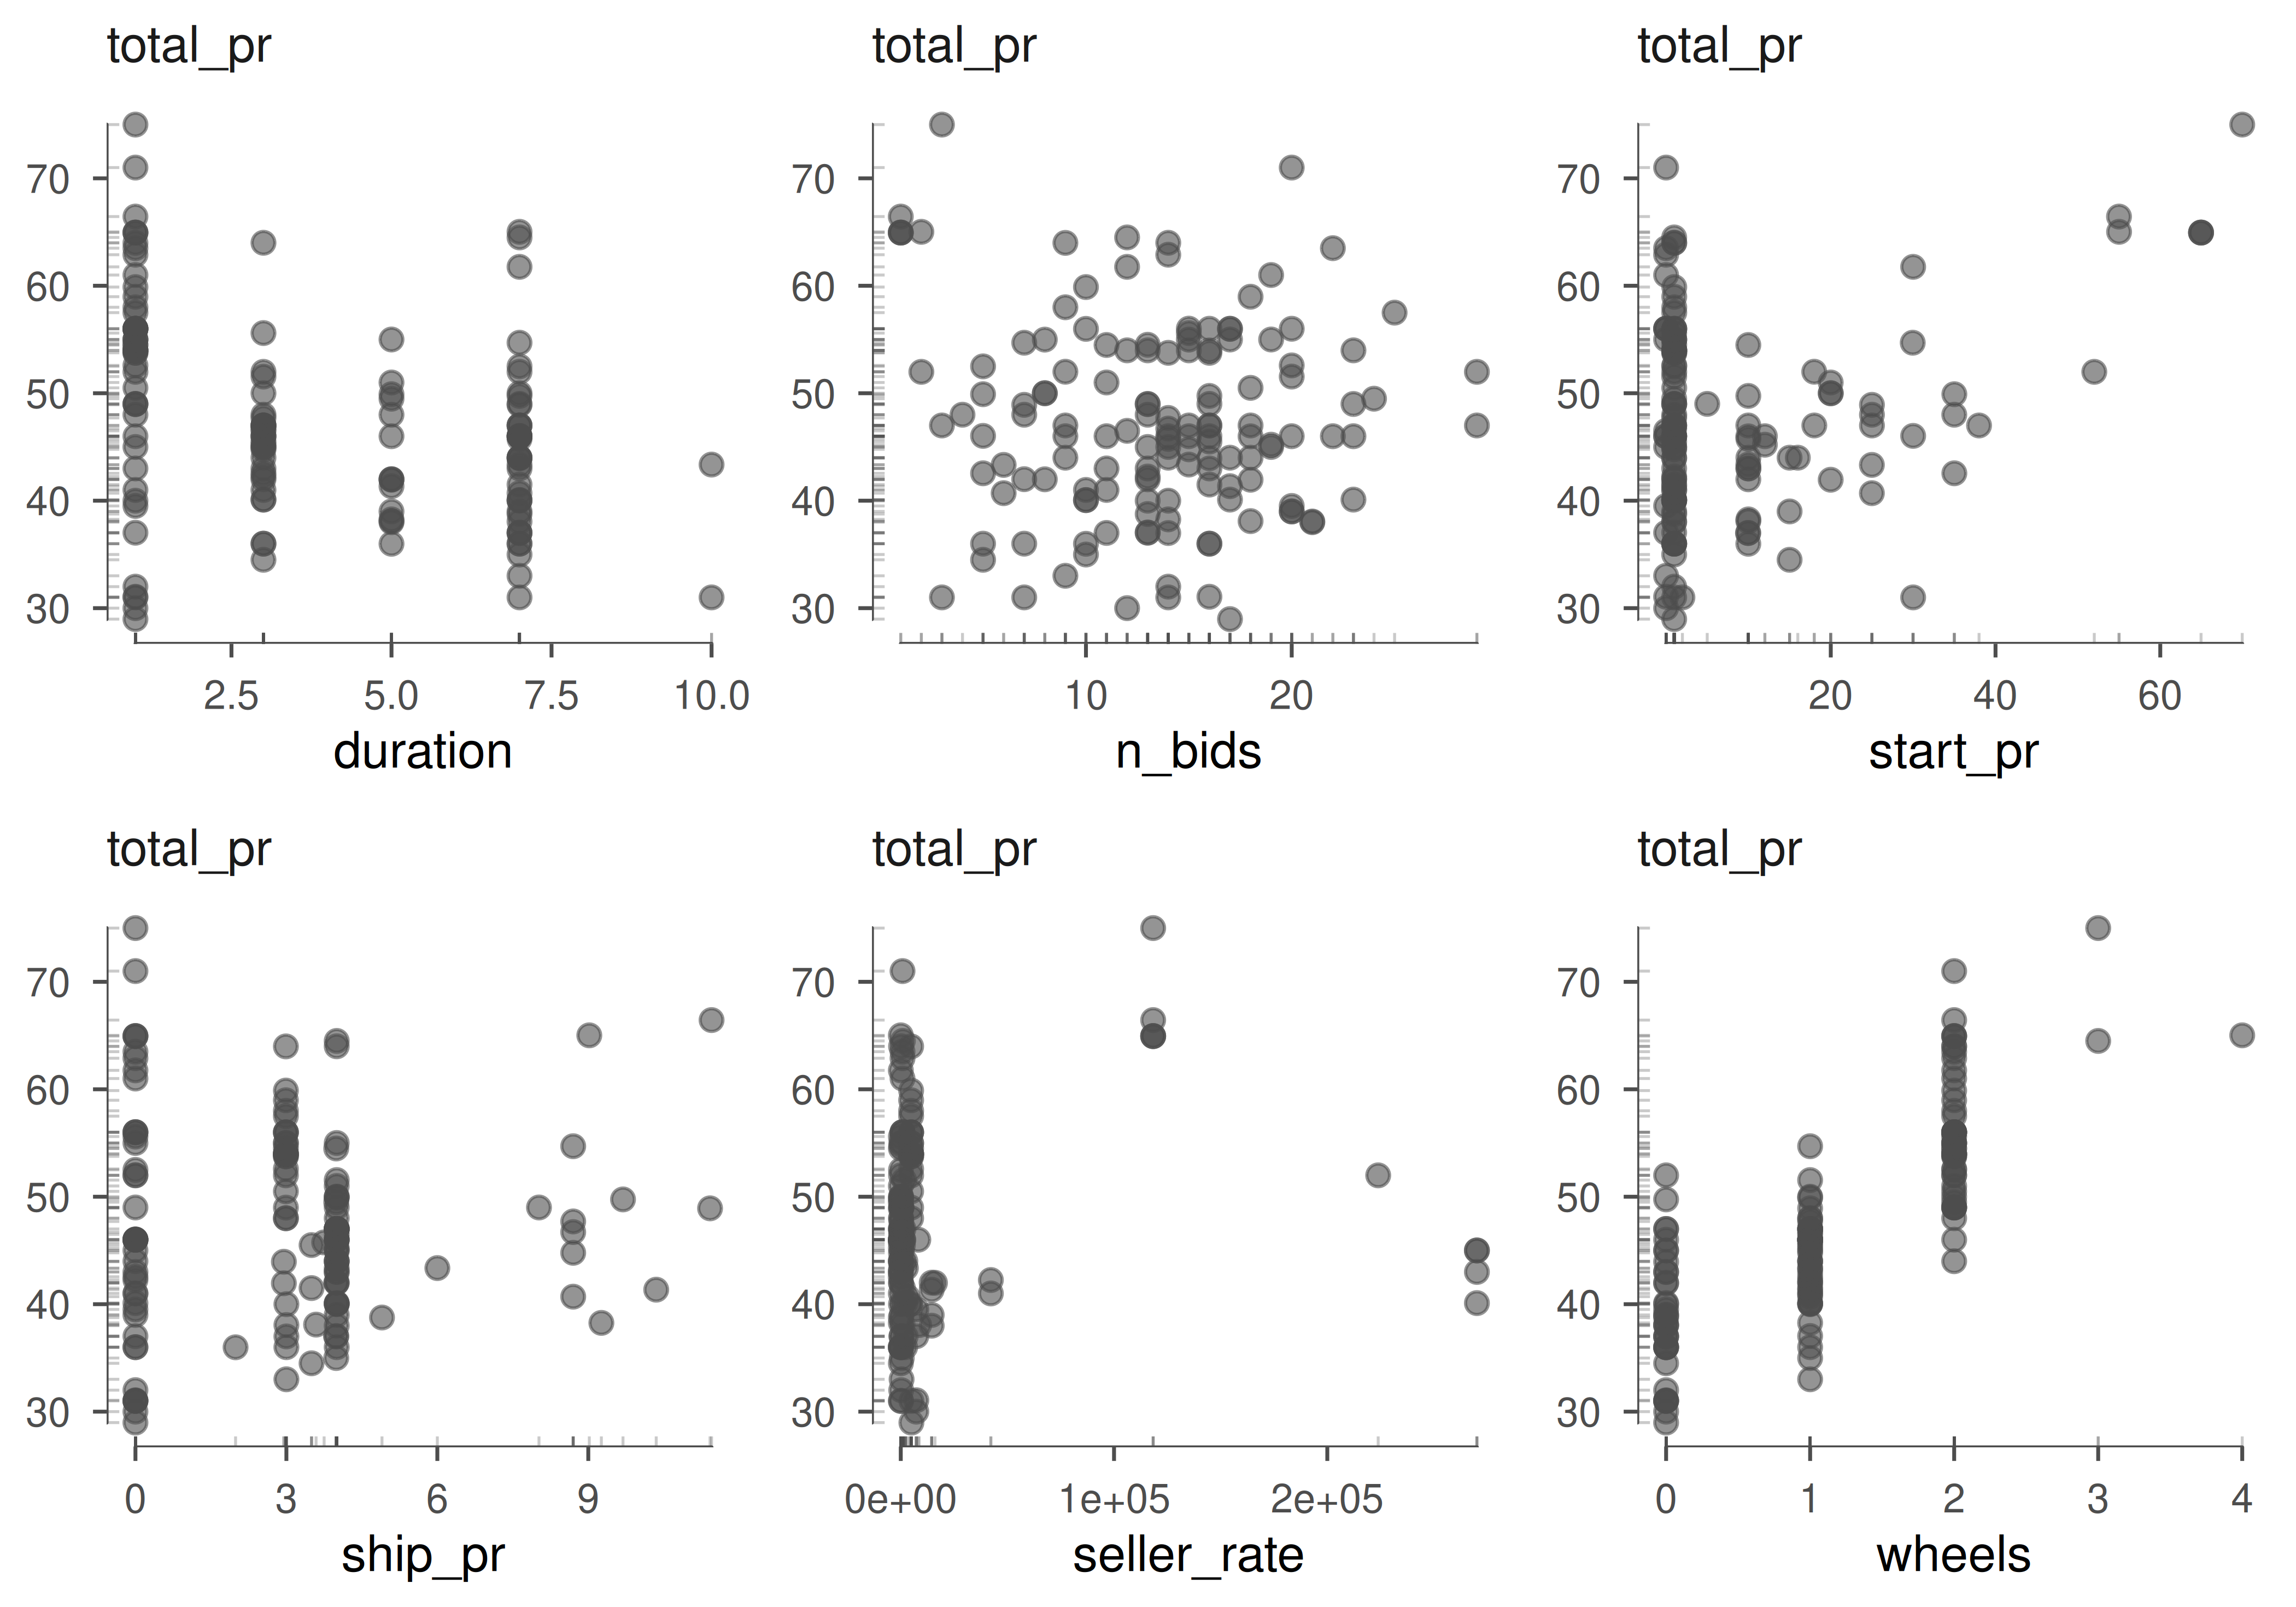 total_pr total_pr total_pr
70 70 70
60 60 60
50 50 50
40 40 40
30 30 30
2.5 5.0 7.5 10.0 10 20 20 40 60
duration n_bids start_pr
total_pr total_pr total_pr
70 70 70
60 60 60
50 50 50
40 40 40
30 30 30
0 3 6 9 0e+00 1e+05 2e+05 0 1 2 3 4
ship_pr seller_rate wheels